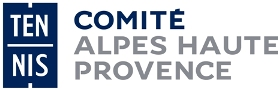 TEN
NIS
COMITÉ
ALPES HAUTE
PROVENCE